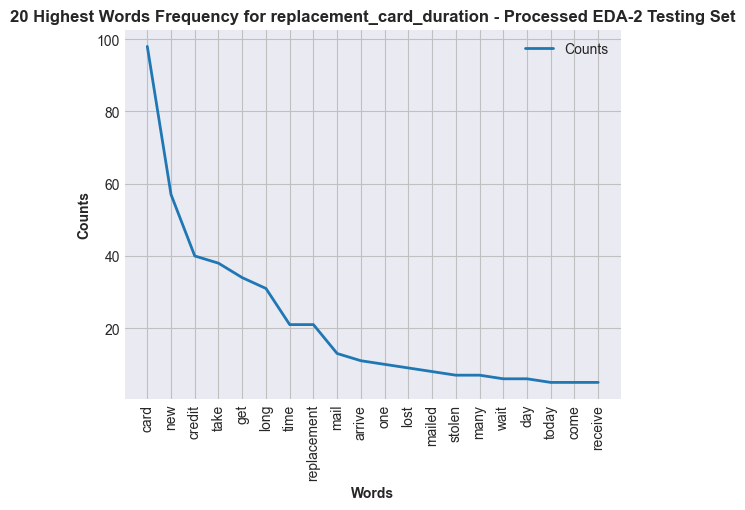 20 Highest Words Frequency for replacement_card_duration - Processed EDA-2 Testing Set
Counts
100
80
60
40
20
Counts
card
new
credit
take
get
long
time
replacement
mail
arrive
one
lost
mailed
stolen
many
wait
day
today
come
receive
Words